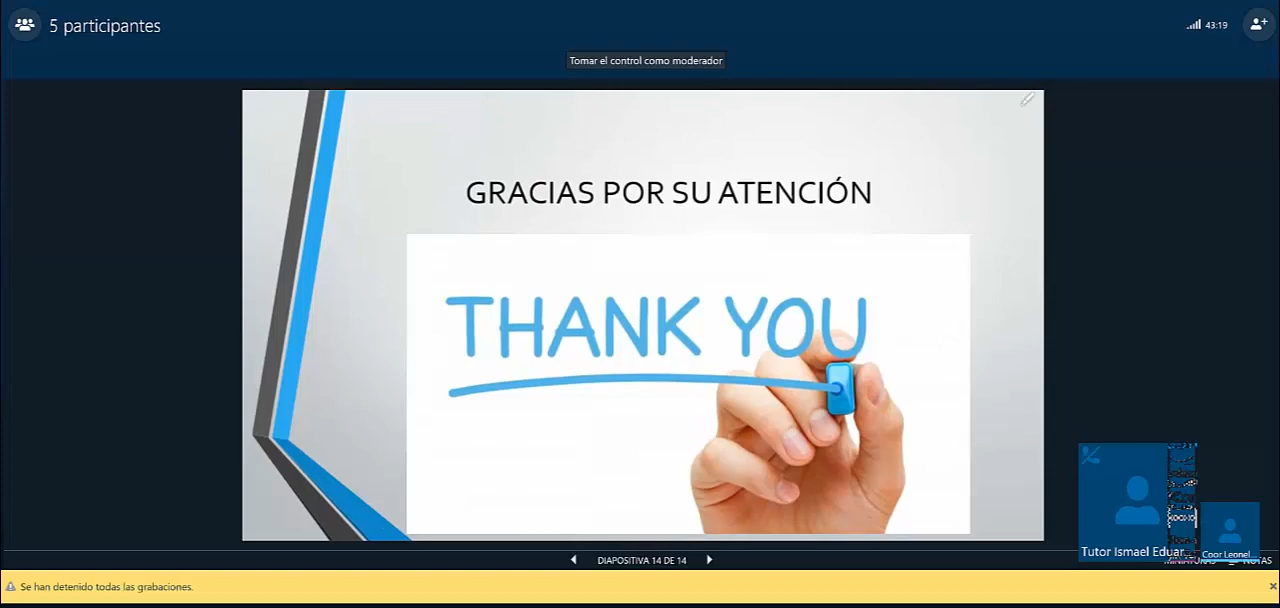 5 participantes
43:19
Tomar el control como moderador
GRACIAS POR SU ATENCIÓN
THANK YOU
Tutor Ismael Eduar...
Coor Leonel...
DIAPOSITIVA 14 DE 14
MINIATURAS
NOTAS
Se han detenido todas las grabaciones.